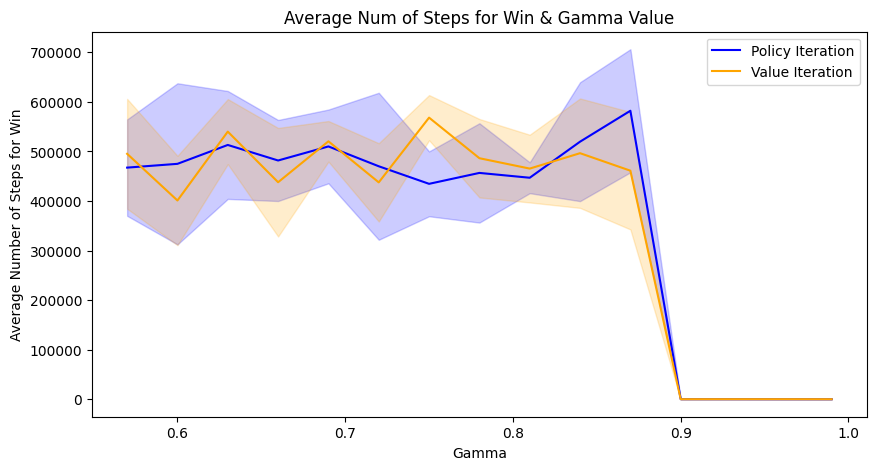 Average Num of Steps for Win & Gamma Value
Average Number of Steps for Win
700000
600000
500000
400000
300000
200000
100000
0
Policy Iteration
Value Iteration
0.6
0.7
0.8
0.9
1.0
Gamma